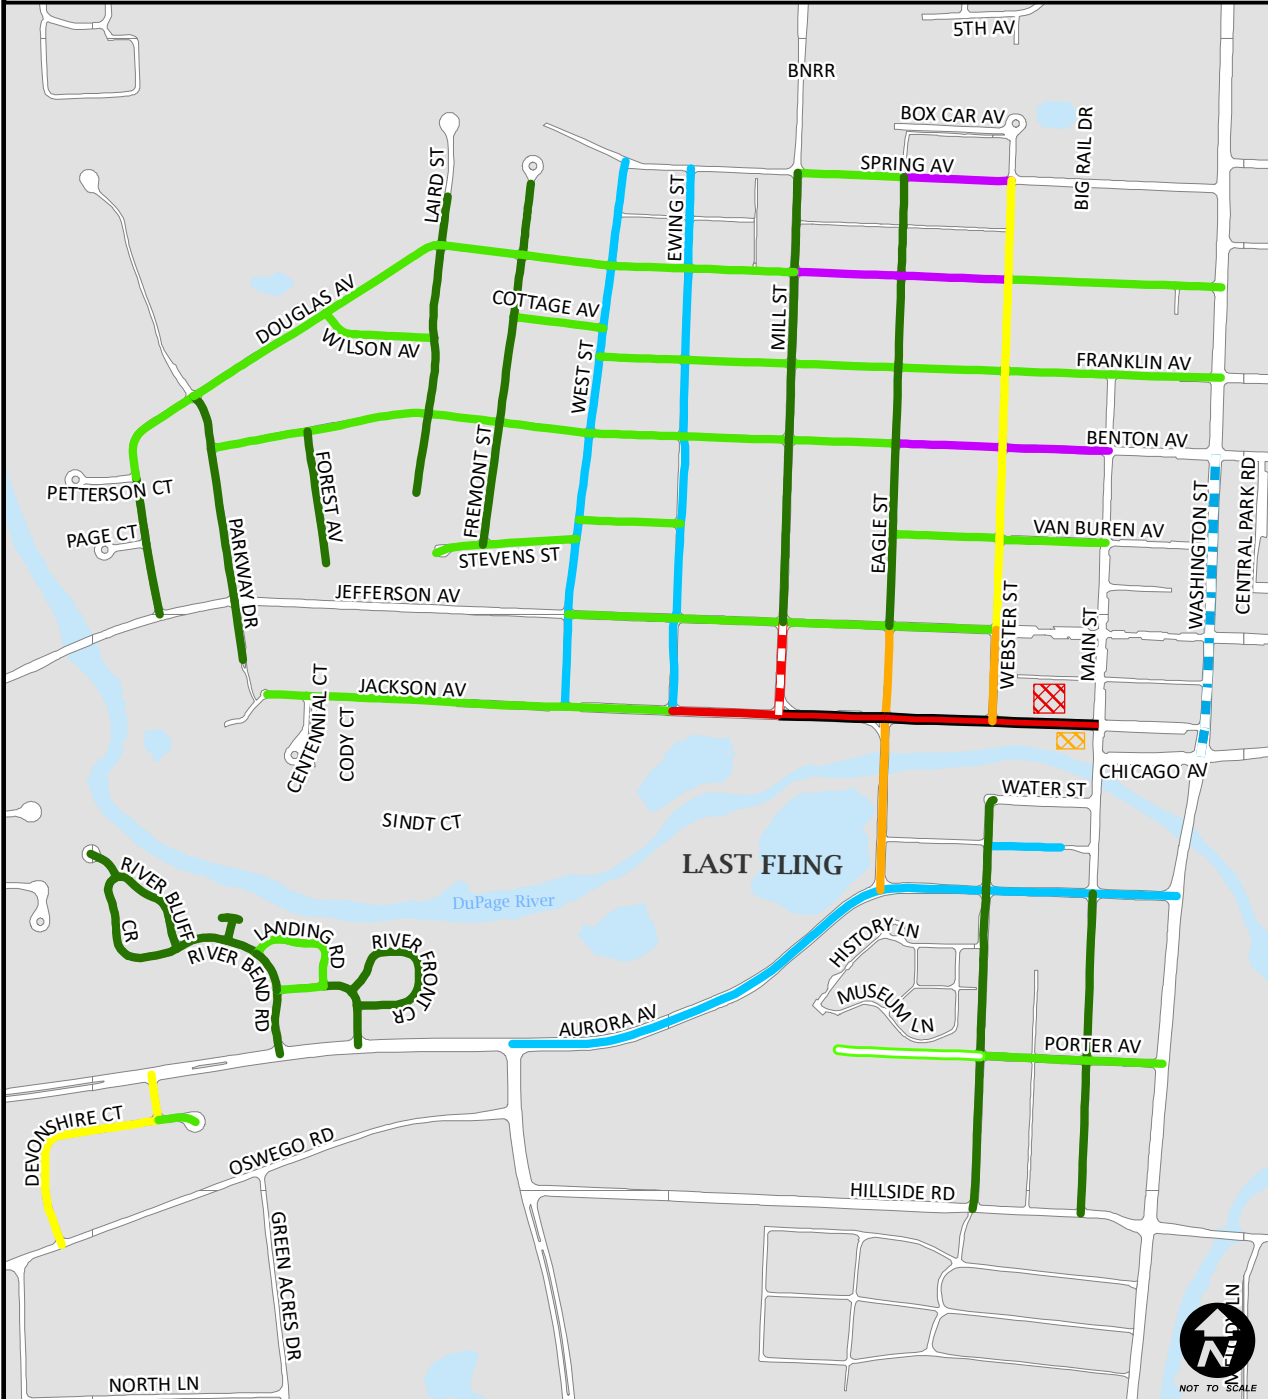 5TH AV
BNRR
BOX CAR AV
BIG RAIL DR
SPRING AV
LAIRD ST
EWING ST
DOUGLAS AV
COTTAGE AV
MILL ST
WILSON AV
WEST ST
FRANKLIN AV
BENTON AV
FREMONT ST
FOREST AV
PETTERSON CT
PAGE CT
PARKWAY DR
STEVENS ST
EAGLE ST
VAN BUREN AV
WASHINGTON ST
CENTRAL PARK RD
JEFFERSON AV
WEBSTER ST
MAIN ST
JACKSON AV
CENTENNIAL CT
CODY CT
CHICAGO AV
WATER ST
SINDT CT
LAST FLING
DuPage River
RIVER BLUFF
CR
LANDING RD
RIVER BEND RD
RIVER FRONT
CR
HISTORY LN
MUSEUM LN
AURORA AV
PORTER AV
DEVONSHIRE CT
OSWEGO RD
HILLSIDE RD
GREEN ACRES DR
NORTH LN
N
NOT TO SCALE